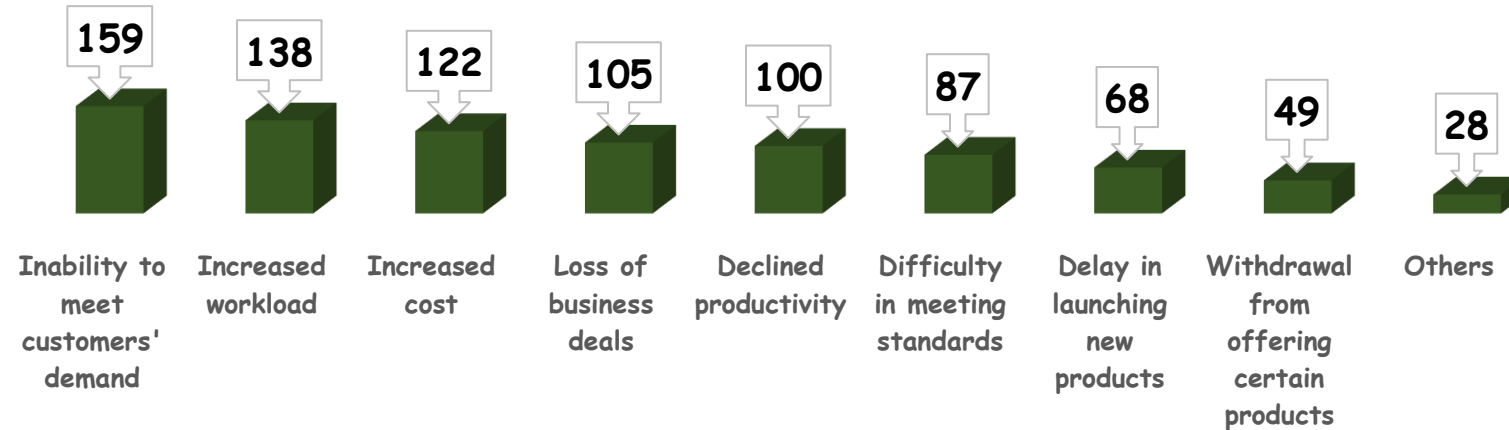 159
138
122
105
100
87
68
49
28
Inability to
meet
customers'
demand
Increased
workload
Increased
cost
Loss of
business
deals
Declined
productivity
Difficulty
in meeting
standards
Delay in
launching
new
products
Withdrawal
from
offering
certain
products
Others